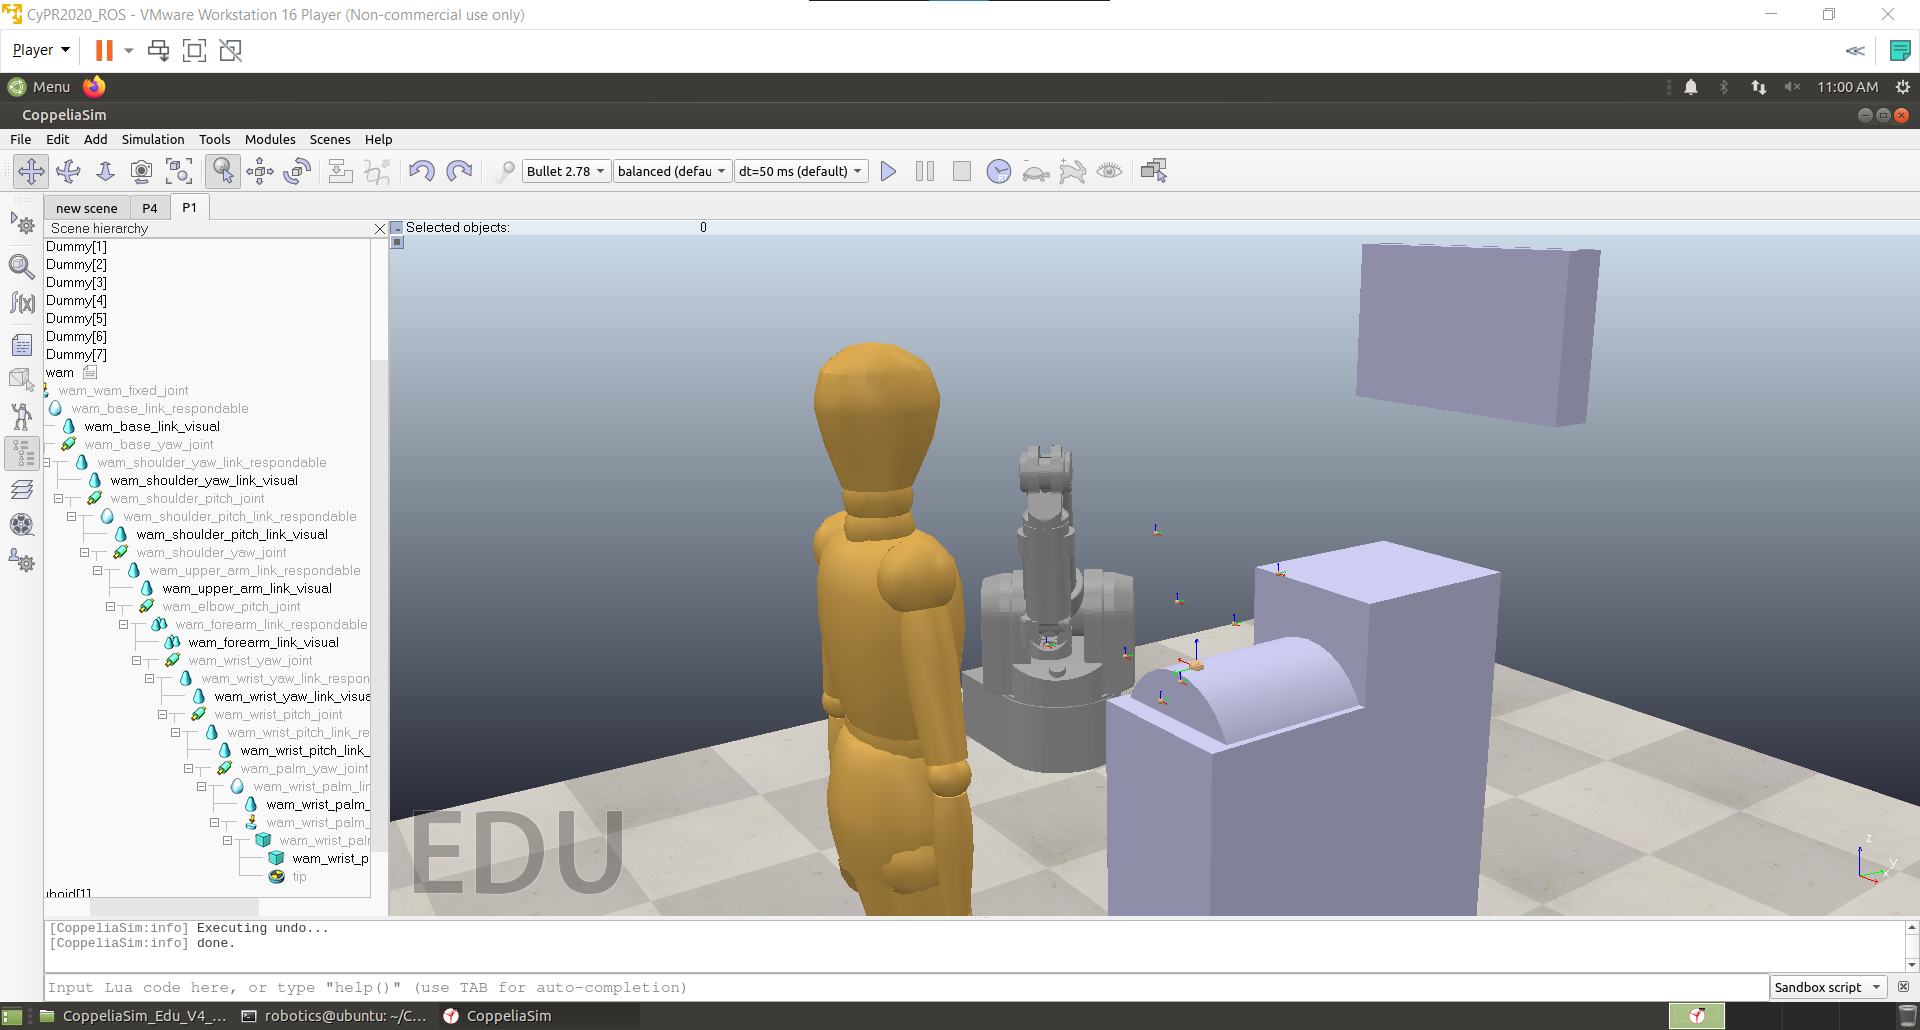 CyPR2020_ROS - VMware Workstation 16 Player (Non-commercial use only)
Player
Menu
11:00 AM
CoppeliaSim
File Edit Add Simulation Tools Modules Scenes Help
Bullet 2.78 balanced (defau dt=50 ms (default) RT
new scene P4 P1
Scene hierarchy
Selected objects: 0
Dummy[1]
Dummy[2]
Dummy[3]
Dummy[4]
Dummy[5]
Dummy[6]
Dummy[7]
wam
wam_wam_fixed_joint
wam_base_link_respondable
wam_base_link_visual
wam_base_yaw_joint
wam_shoulder_yaw_link_respondable
wam_shoulder_yaw_link_visual
wam_shoulder_pitch_joint
wam_shoulder_pitch_link_respondable
wam_shoulder_pitch_link_visual
wam_shoulder_yaw_joint
wam_upper_arm_link_respondable
wam_upper_arm_link_visual
wam_elbow_pitch_joint
wam_forearm_link_respondable
wam_forearm_link_visual
wam_wrist_yaw_joint
wam_wrist_yaw_link_respon
wam_wrist_yaw_link_visua
wam_wrist_pitch_joint
wam_wrist_pitch_link_re
wam_wrist_pitch_link_
wam_palm_yaw_joint
wam_wrist_palm_lin
wam_wrist_palm_
wam_wrist_palm_
wam_wrist_pal
wam_wrist_p
tip
EDU
z
y
x
[CoppeliaSim:info] Executing undo...
[CoppeliaSim:info] done.
Input Lua code here, or type "help()" (use TAB for auto-completion)
Sandbox script
CoppeliaSim_Edu_V4_... robotics@ubuntu: ~/C... CoppeliaSim